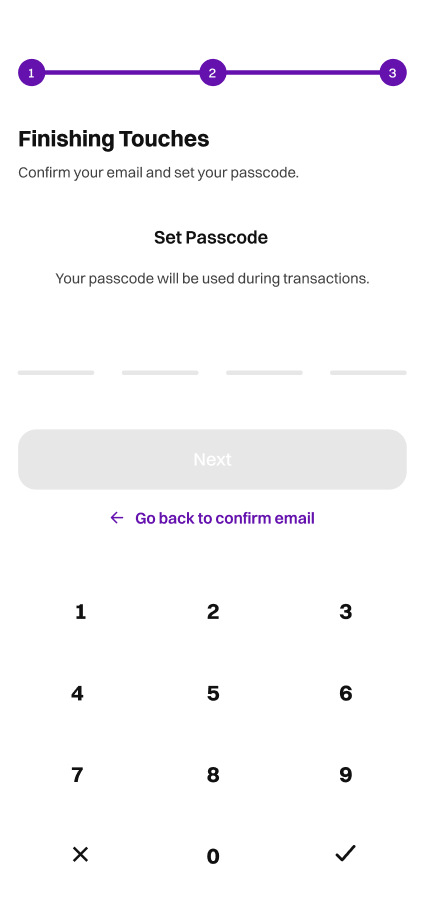 1 2 3
Finishing Touches
Confirm your email and set your passcode.
Set Passcode
Your passcode will be used during transactions.
Next
← Go back to confirm email
1 2 3
4 5 6
7 8 9
0